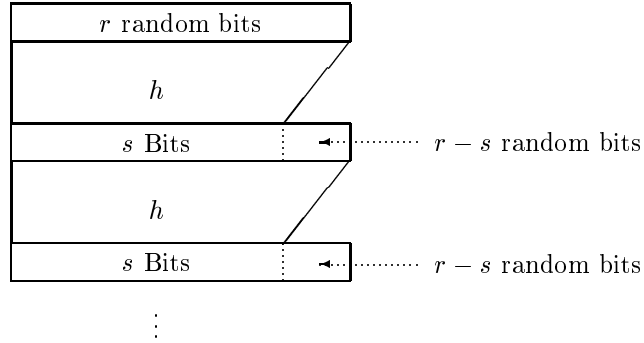 r random bits
h
s Bits
r − s random bits
h
s Bits
r − s random bits
⋮